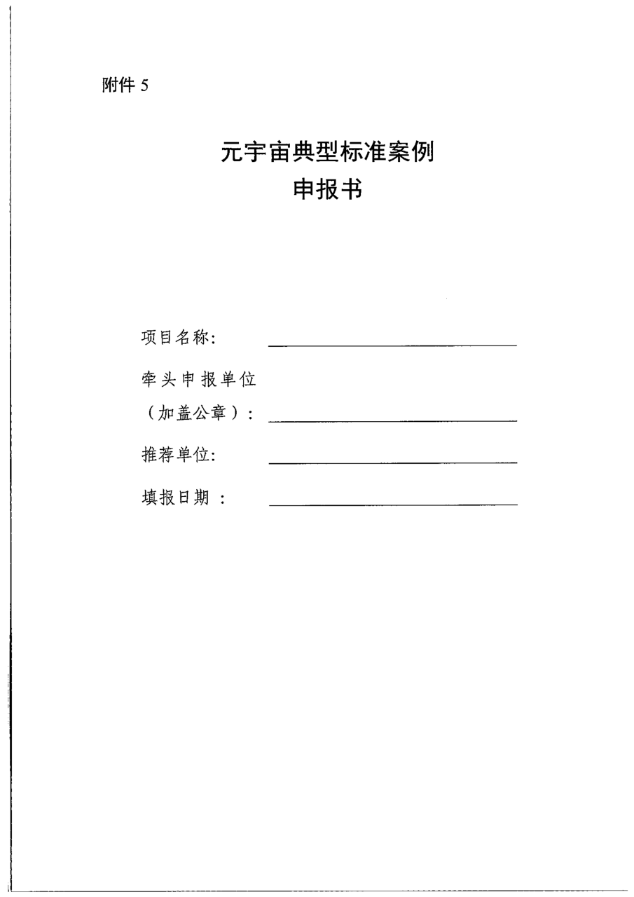 附件 5
元宇宙典型标准案例
申报书
项目名称:
牵头申报单位
（加盖公章）:
推荐单位:
填报日期 :